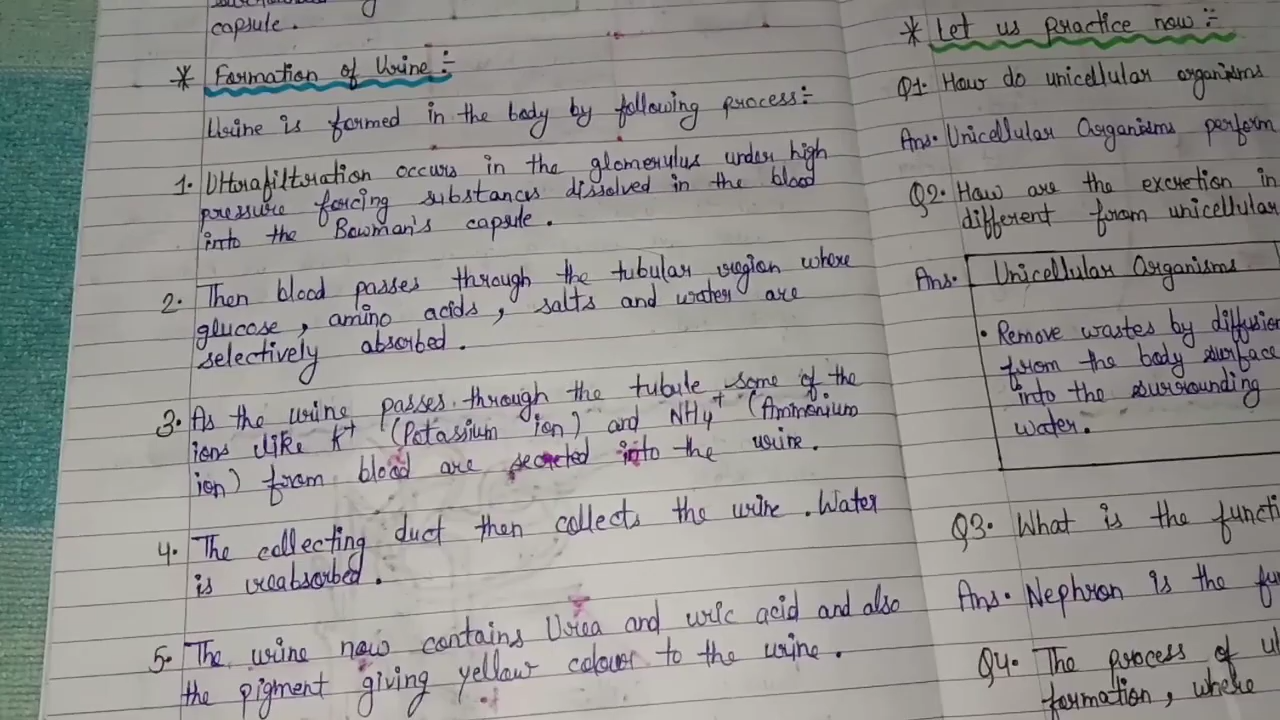 capsule.
* Formation of Urine :-
Urine is formed in the body by following process:-
1. Ultrafiltration occurs in the glomerulus under high
pressure forcing substances dissolved in the blood
into the Bowman's capsule.
2. Then blood passes through the tubular region where
glucose, amino acids, salts and water are
selectively absorbed.
3. As the urine passes through the tubule some of the
ions like K+ (Potassium ion) and NH4+ (Ammonium
ion) from blood are secreted into the urine.
4. The collecting duct then collects the urine. Water
is reabsorbed.
5. The urine now contains Urea and uric acid and also
the pigment giving yellow colour to the urine.
* Let us practice now :-
Q1. How do unicellular organisms
Ans. Unicellular Organisms perform
Q2. How are the excretion in
different from unicellular
Ans. Unicellular Organisms
• Remove wastes by diffusion
from the body surface
into the surrounding
water.
Q3. What is the functi
Ans. Nephron is the fu
Q4. The process of u
formation, where